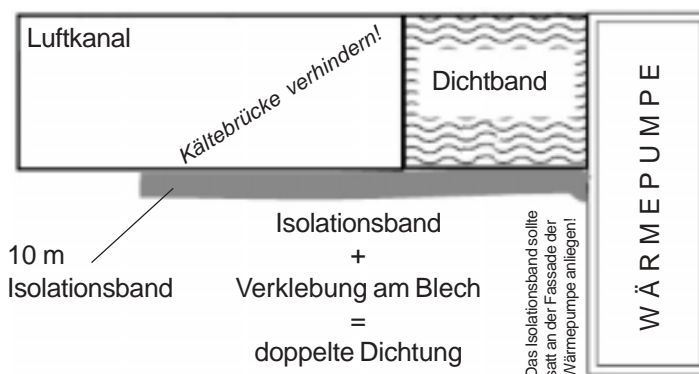 Luftkanal
Kältebrücke verhindern!
Dichtband
WÄRMEPUMPE
10 m
Isolationsband
Isolationsband
+
Verklebung am Blech
=
doppelte Dichtung
Das Isolationsband sollte
satt an der Fassade der
Wärmepumpe anliegen!